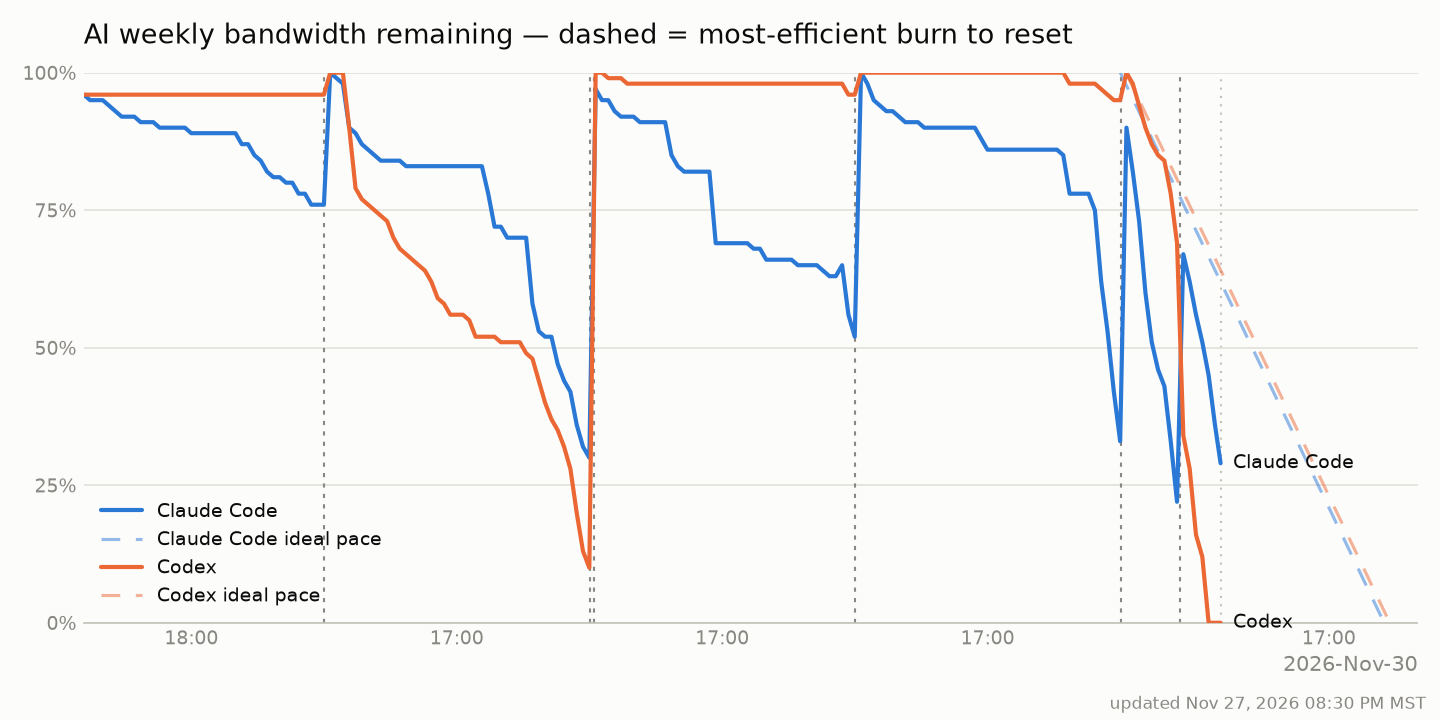 AI weekly bandwidth remaining — dashed = most-efficient burn to reset
100%
75%
50%
25%
0%
Claude Code
Claude Code ideal pace
Codex
Codex ideal pace
Claude Code
Codex
18:00
17:00
17:00
17:00
17:00
2026-Nov-30
updated Nov 27, 2026 08:30 PM MST